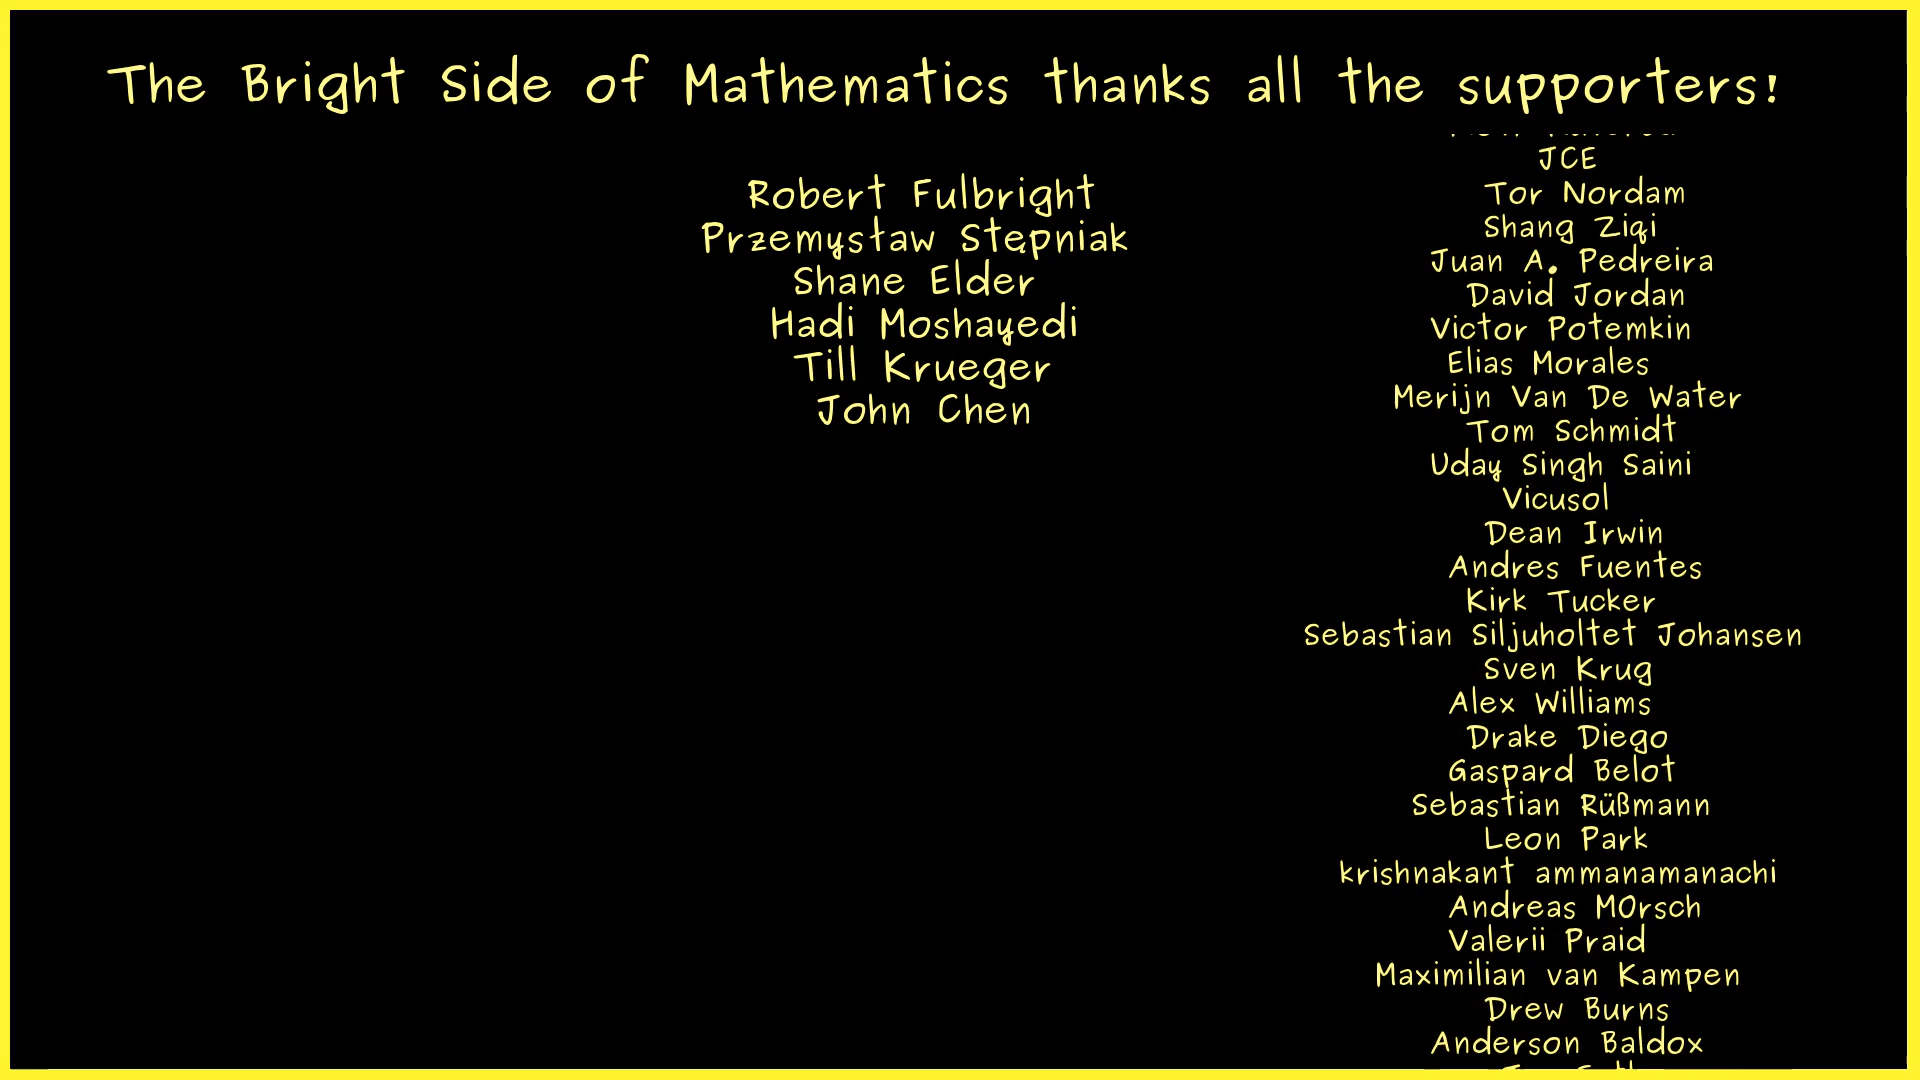 The Bright Side of Mathematics thanks all the supporters!
Robert Fulbright
Przemysław Stępniak
Shane Elder
Hadi Moshayedi
Till Krueger
John Chen
JCE
Tor Nordam
Shang Ziqi
Juan A. Pedreira
David Jordan
Victor Potemkin
Elias Morales
Merijn Van De Water
Tom Schmidt
Uday Singh Saini
Vicusol
Dean Irwin
Andres Fuentes
Kirk Tucker
Sebastian Siljuholtet Johansen
Sven Krug
Alex Williams
Drake Diego
Gaspard Belot
Sebastian Rüßmann
Leon Park
krishnakant ammanamanachi
Andreas MOrsch
Valerii Praid
Maximilian van Kampen
Drew Burns
Anderson Baldox